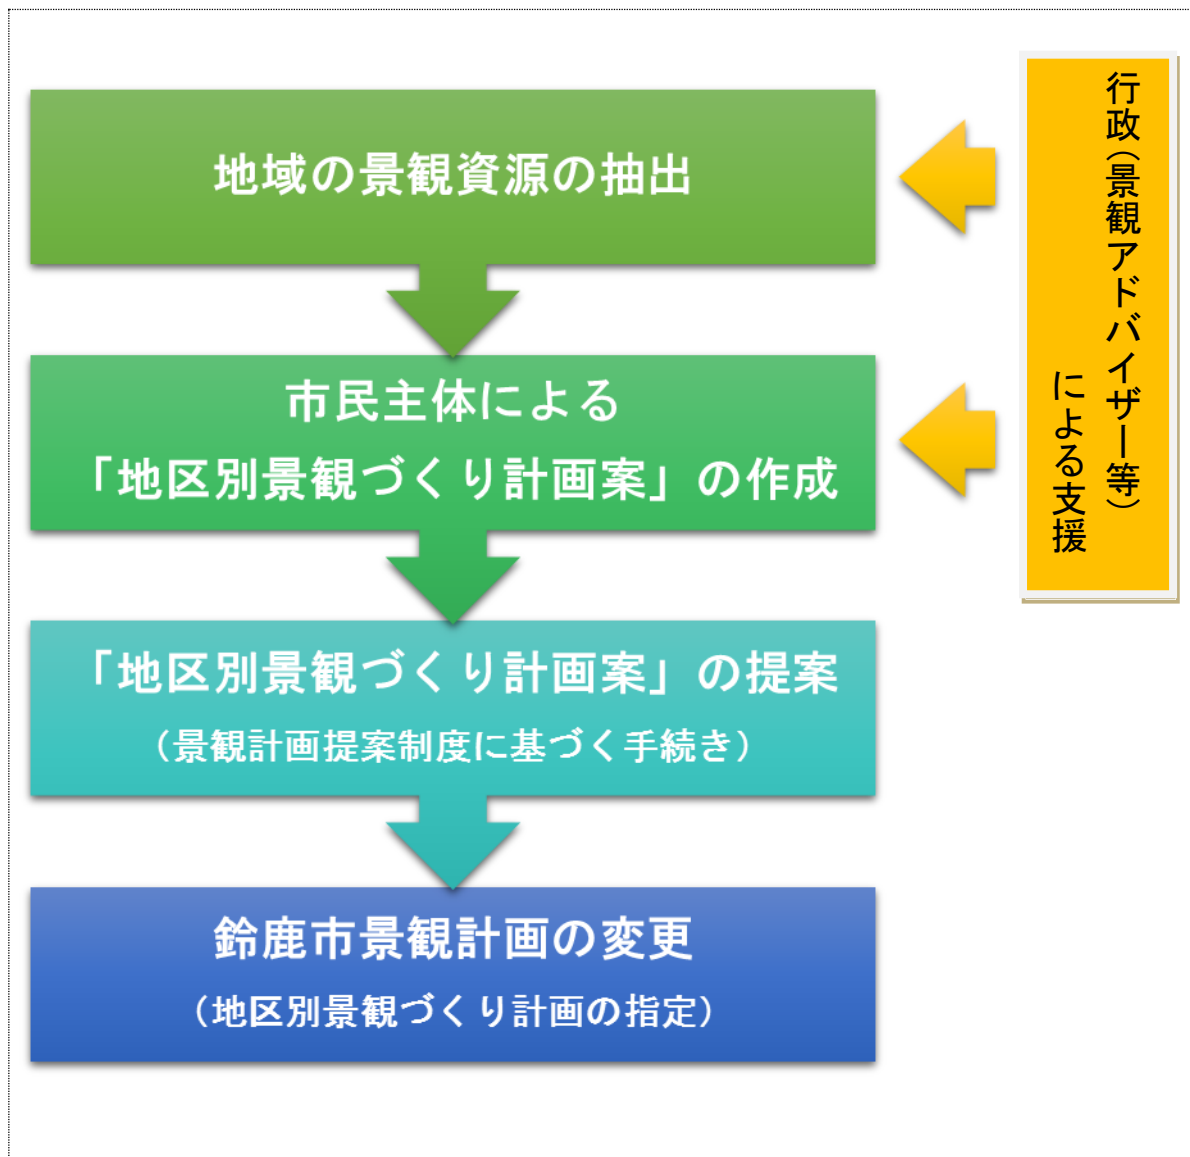 地域の景観資源の抽出
市民主体による
「地区別景観づくり計画案」の作成
「地区別景観づくり計画案」の提案
（景観計画提案制度に基づく手続き）
鈴鹿市景観計画の変更
（地区別景観づくり計画の指定）
行政（景観アドバイザー等）
による支援